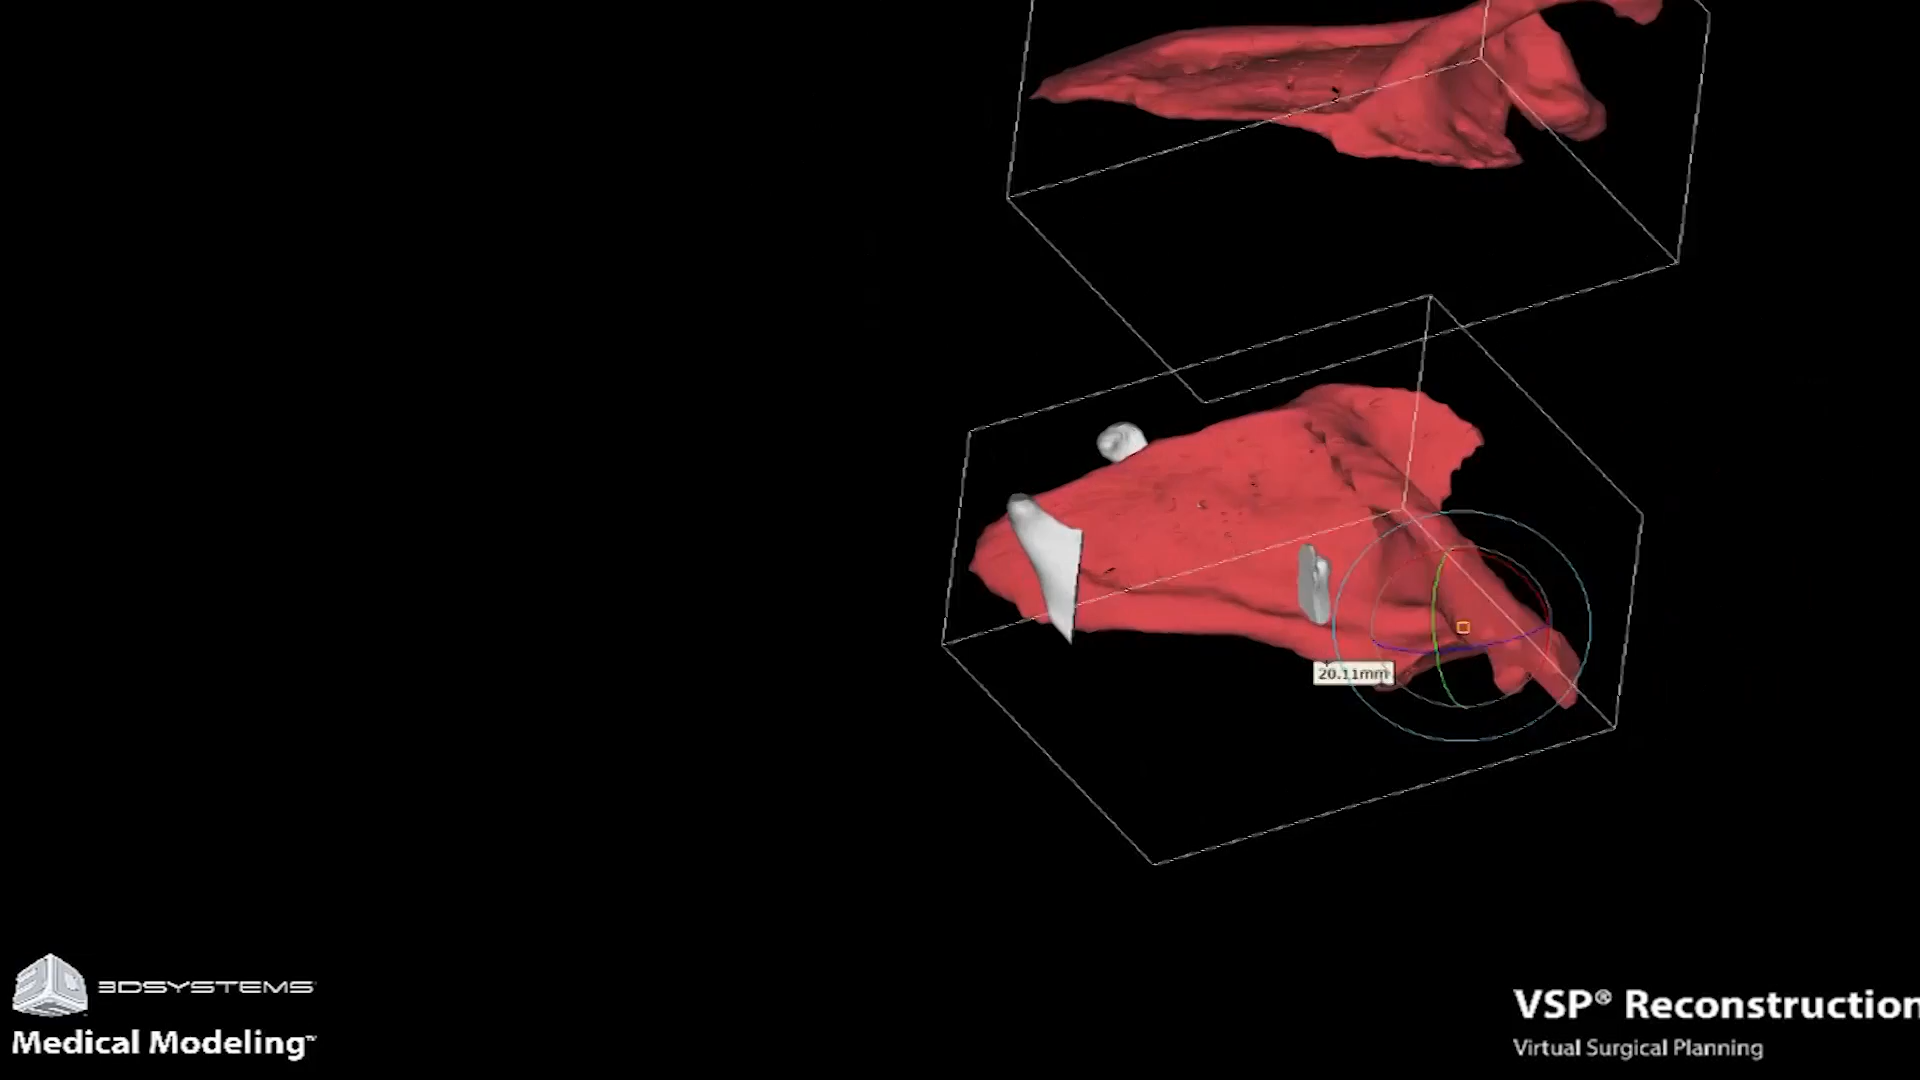 20.11mm
3DSYSTEMS
Medical Modeling™
VSP® Reconstruction
Virtual Surgical Planning